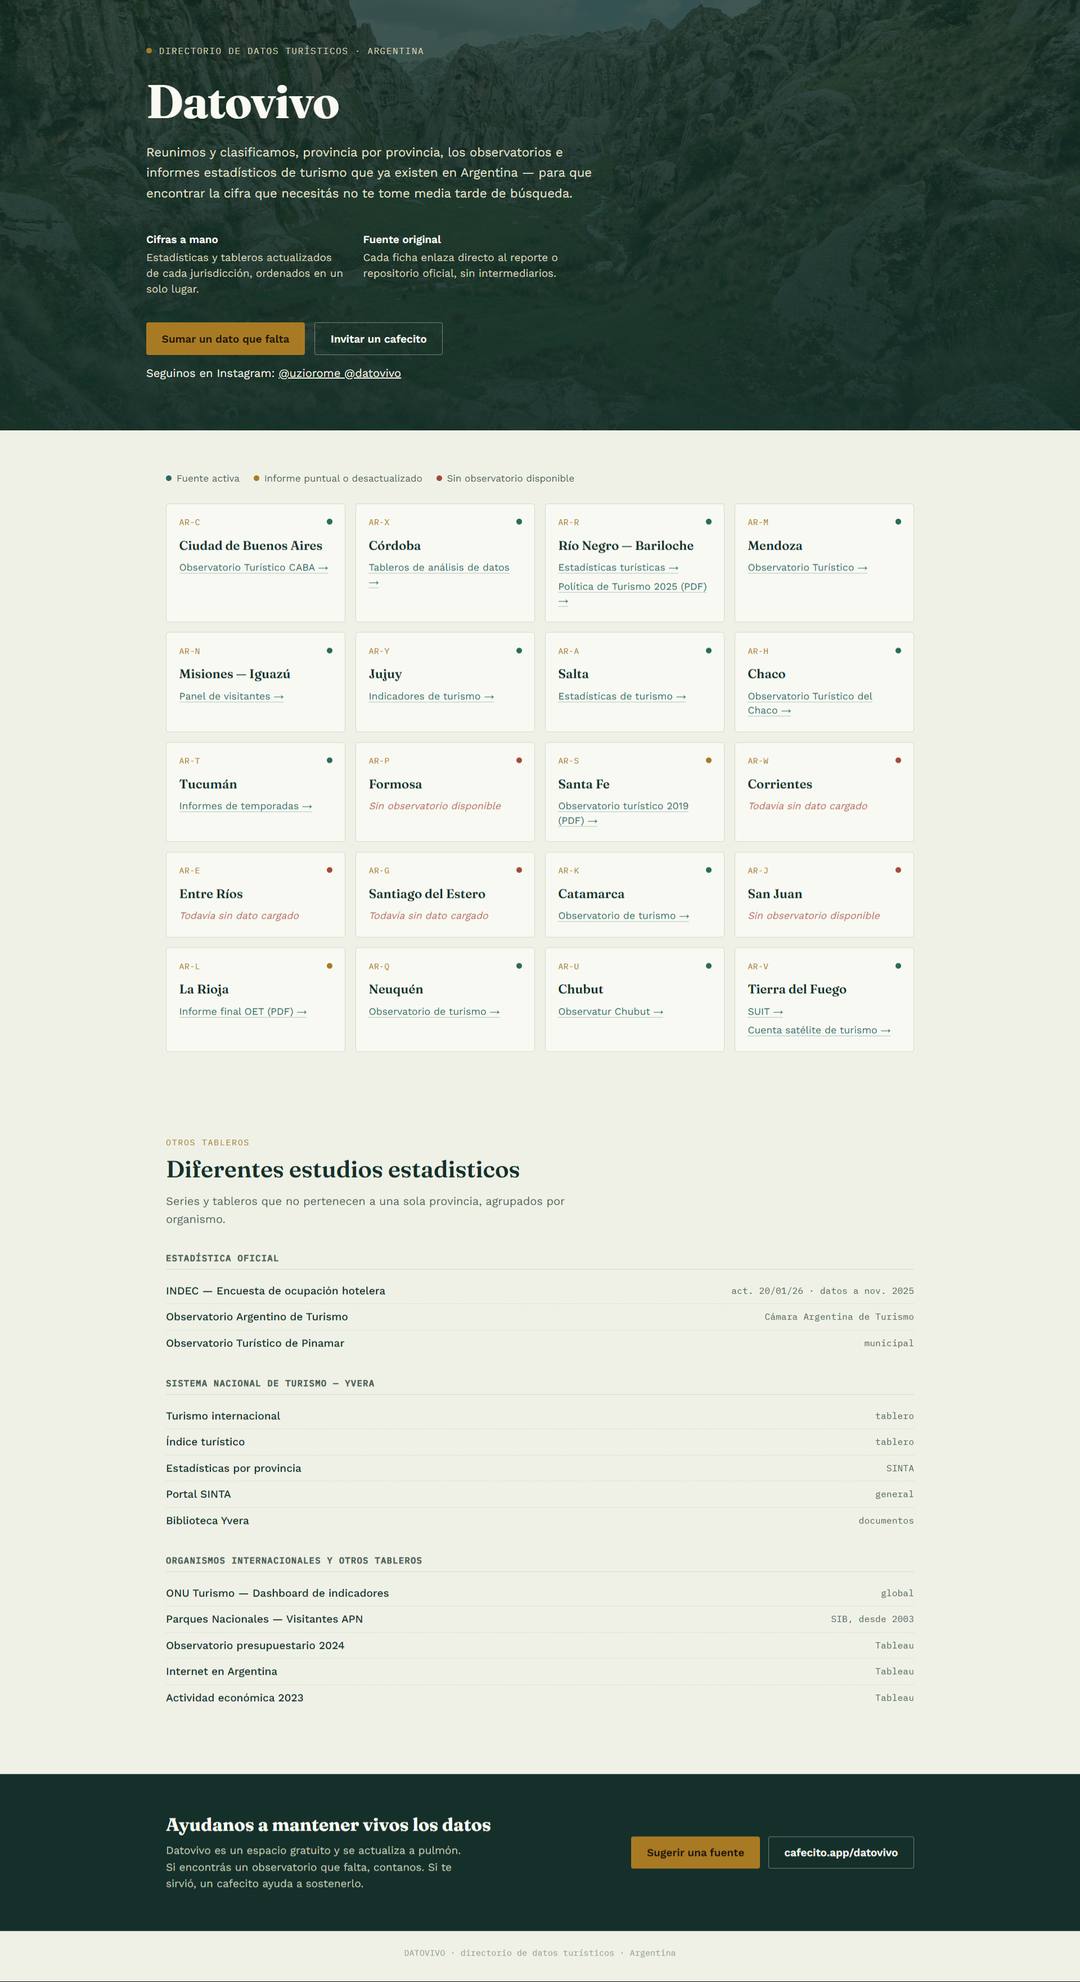 DIRECTORIO DE DATOS TURÍSTICOS · ARGENTINA
Datovivo
Reunimos y clasificamos, provincia por provincia, los observatorios e
informes estadísticos de turismo que ya existen en Argentina — para que
encontrar la cifra que necesitás no te tome media tarde de búsqueda.
Cifras a mano
Estadísticas y tableros actualizados
de cada jurisdicción, ordenados en un
solo lugar.
Fuente original
Cada ficha enlaza directo al reporte o
repositorio oficial, sin intermediarios.
Sumar un dato que falta
Invitar un cafecito
Seguinos en Instagram: @uziorome @datovivo
Fuente activa
Informe puntual o desactualizado
Sin observatorio disponible
AR-C
Ciudad de Buenos Aires
Observatorio Turístico CABA →
AR-X
Córdoba
Tableros de análisis de datos
→
AR-R
Río Negro — Bariloche
Estadísticas turísticas →
Política de Turismo 2025 (PDF)
→
AR-M
Mendoza
Observatorio Turístico →
AR-N
Misiones — Iguazú
Panel de visitantes →
AR-Y
Jujuy
Indicadores de turismo →
AR-A
Salta
Estadísticas de turismo →
AR-H
Chaco
Observatorio Turístico del
Chaco →
AR-T
Tucumán
Informes de temporadas →
AR-P
Formosa
Sin observatorio disponible
AR-S
Santa Fe
Observatorio turístico 2019
(PDF) →
AR-W
Corrientes
Todavía sin dato cargado
AR-E
Entre Ríos
Todavía sin dato cargado
AR-G
Santiago del Estero
Todavía sin dato cargado
AR-K
Catamarca
Observatorio de turismo →
AR-J
San Juan
Sin observatorio disponible
AR-L
La Rioja
Informe final OET (PDF) →
AR-Q
Neuquén
Observatorio de turismo →
AR-U
Chubut
Observatur Chubut →
AR-V
Tierra del Fuego
SUIT →
Cuenta satélite de turismo →
OTROS TABLEROS
Diferentes estudios estadisticos
Series y tableros que no pertenecen a una sola provincia, agrupados por
organismo.
ESTADÍSTICA OFICIAL
INDEC — Encuesta de ocupación hotelera act. 20/01/26 · datos a nov. 2025
Observatorio Argentino de Turismo Cámara Argentina de Turismo
Observatorio Turístico de Pinamar municipal
SISTEMA NACIONAL DE TURISMO — YVERA
Turismo internacional tablero
Índice turístico tablero
Estadísticas por provincia SINTA
Portal SINTA general
Biblioteca Yvera documentos
ORGANISMOS INTERNACIONALES Y OTROS TABLEROS
ONU Turismo — Dashboard de indicadores global
Parques Nacionales — Visitantes APN SIB, desde 2003
Observatorio presupuestario 2024 Tableau
Internet en Argentina Tableau
Actividad económica 2023 Tableau
Ayudanos a mantener vivos los datos
Datovivo es un espacio gratuito y se actualiza a pulmón.
Si encontrás un observatorio que falta, contanos. Si te
sirvió, un cafecito ayuda a sostenerlo.
Sugerir una fuente
cafecito.app/datovivo
DATOVIVO · directorio de datos turísticos · Argentina